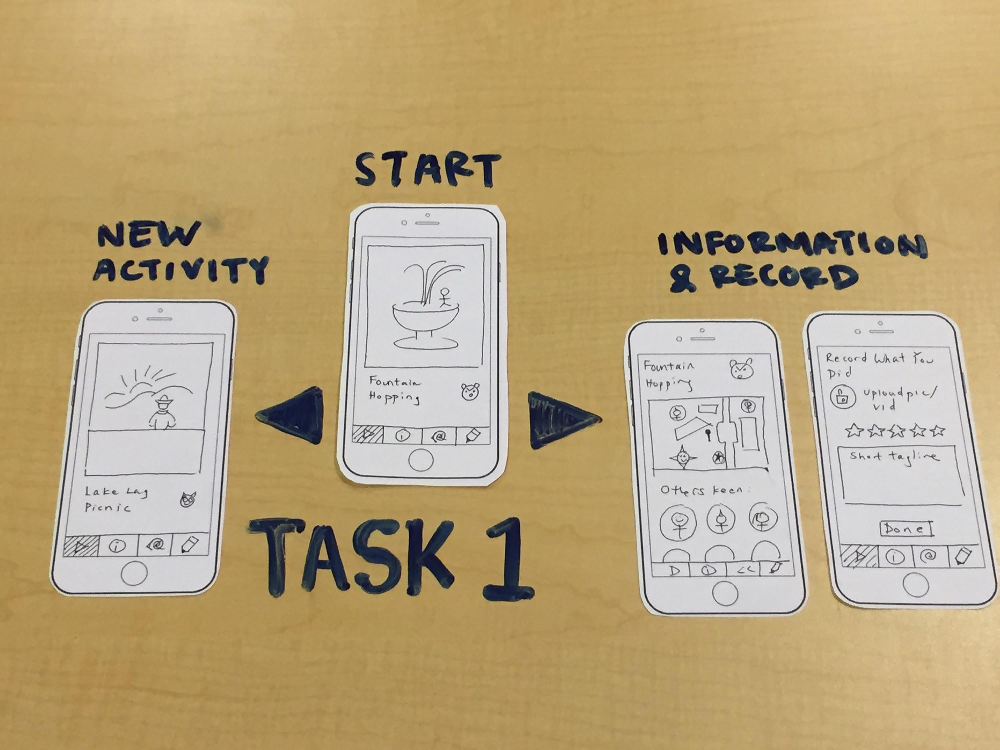 START
NEW
ACTIVITY
INFORMATION
& RECORD
Fountain
Hopping
Lake Lag
Picnic
Fountain
Hopping
Others keen:
Record What You
Did
Upload pic/
vid
Short tagline
Done
TASK 1